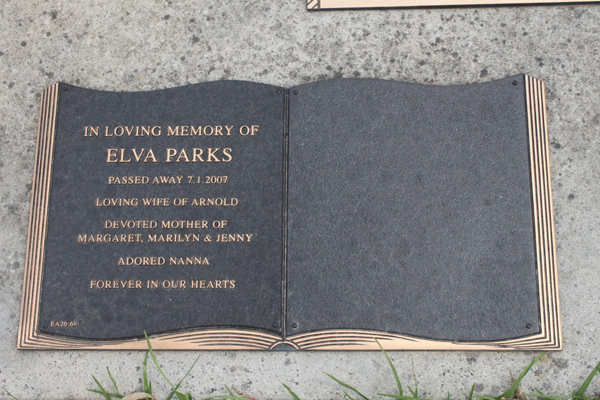 IN LOVING MEMORY OF
ELVA PARKS
PASSED AWAY 7.1.2007
LOVING WIFE OF ARNOLD
DEVOTED MOTHER OF
MARGARET, MARILYN & JENNY
ADORED NANNA
FOREVER IN OUR HEARTS
EA26 69